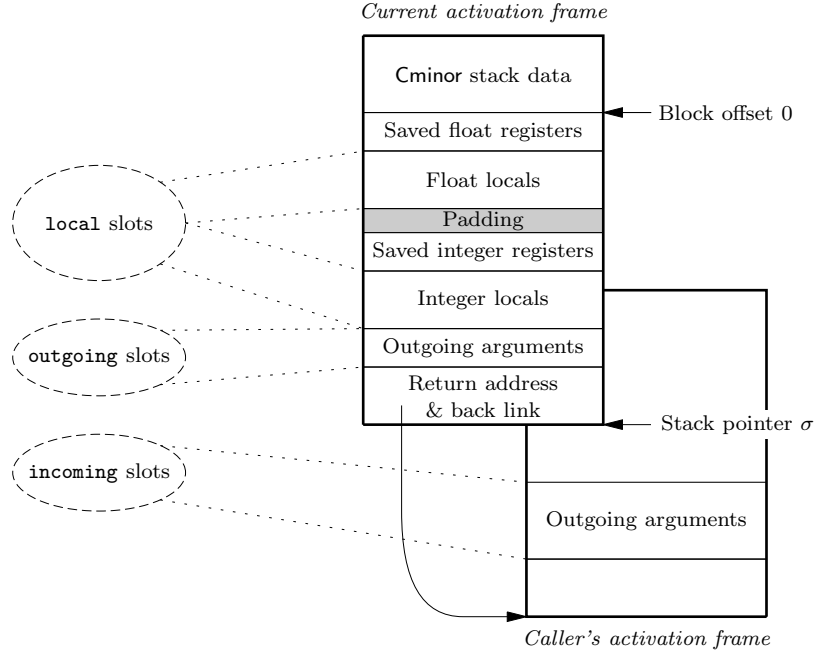 Current activation frame
Cminor stack data
Block offset 0
Saved float registers
Float locals
local slots
Padding
Saved integer registers
Integer locals
outgoing slots
Outgoing arguments
Return address
& back link
Stack pointer σ
incoming slots
Outgoing arguments
Caller's activation frame